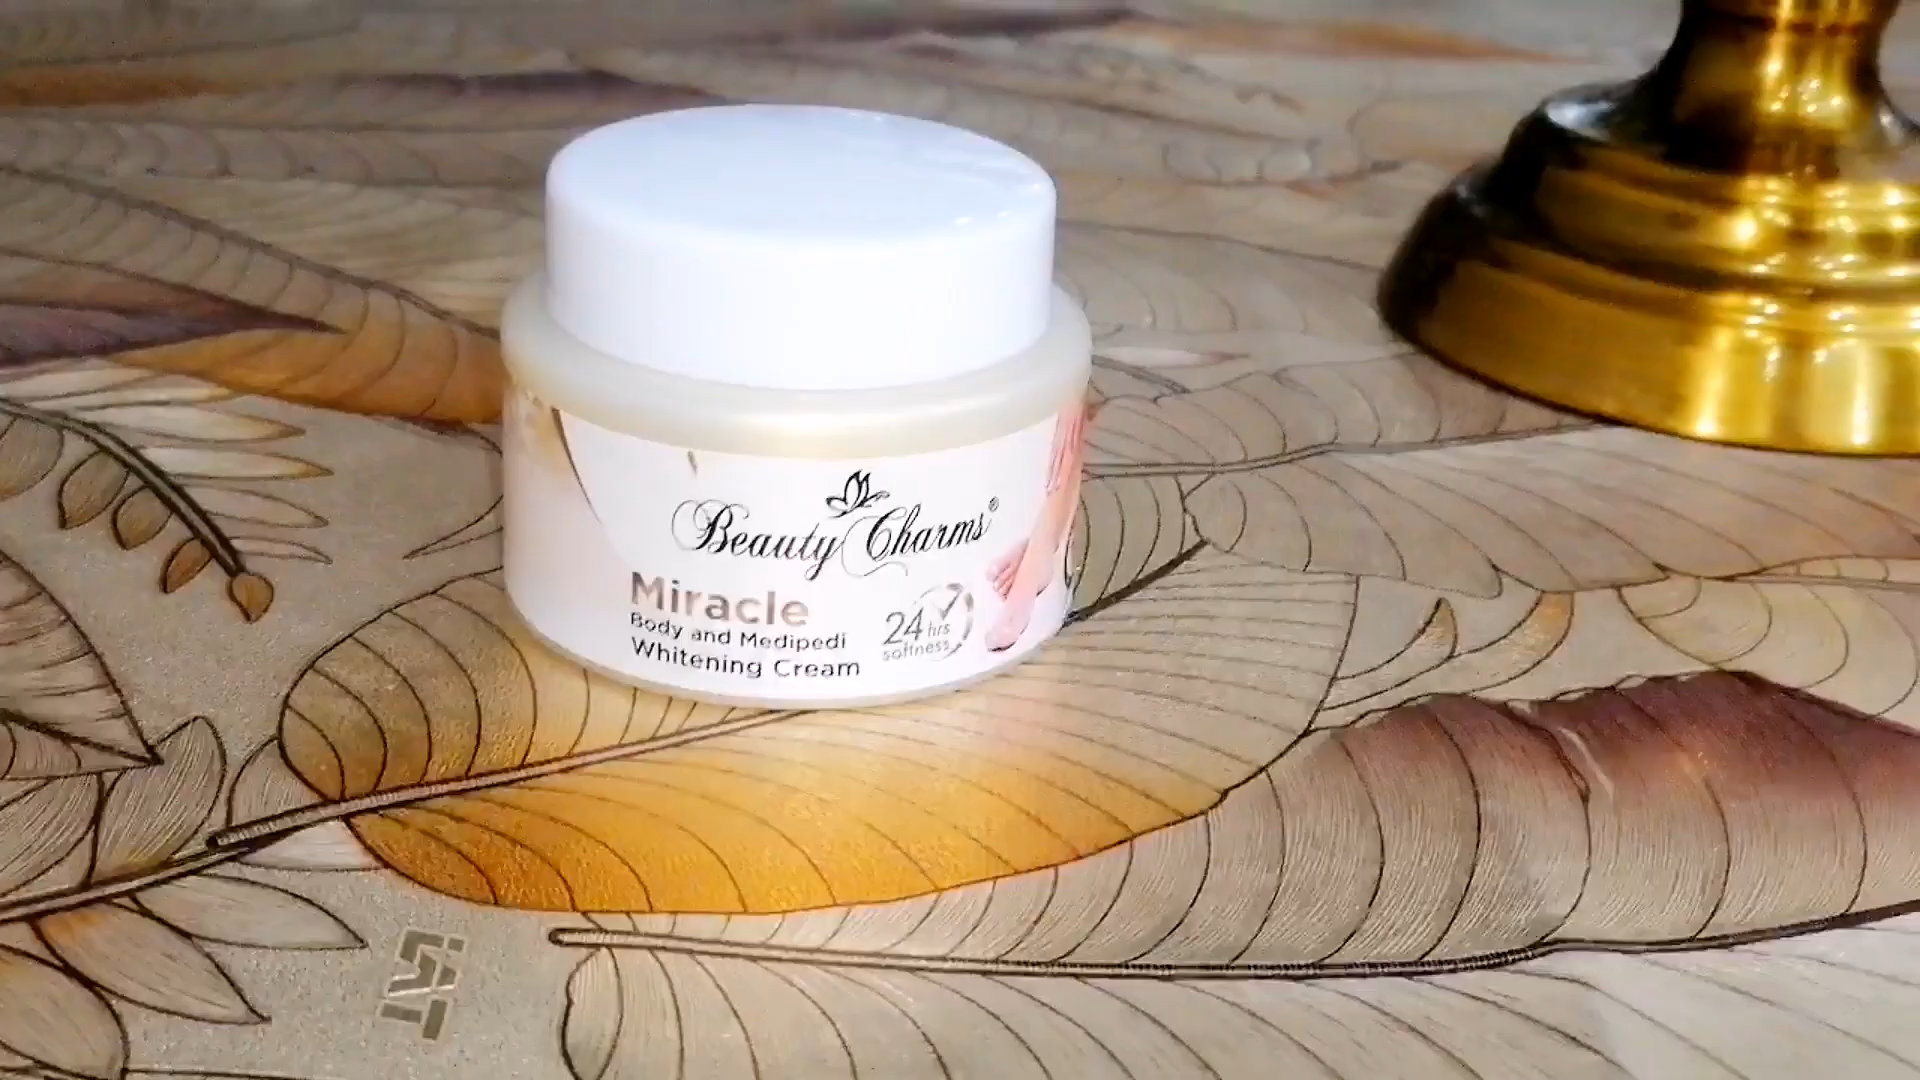 Beauty Charms®
Miracle
Body and Medipedi
Whitening Cream
24 hrs
softness